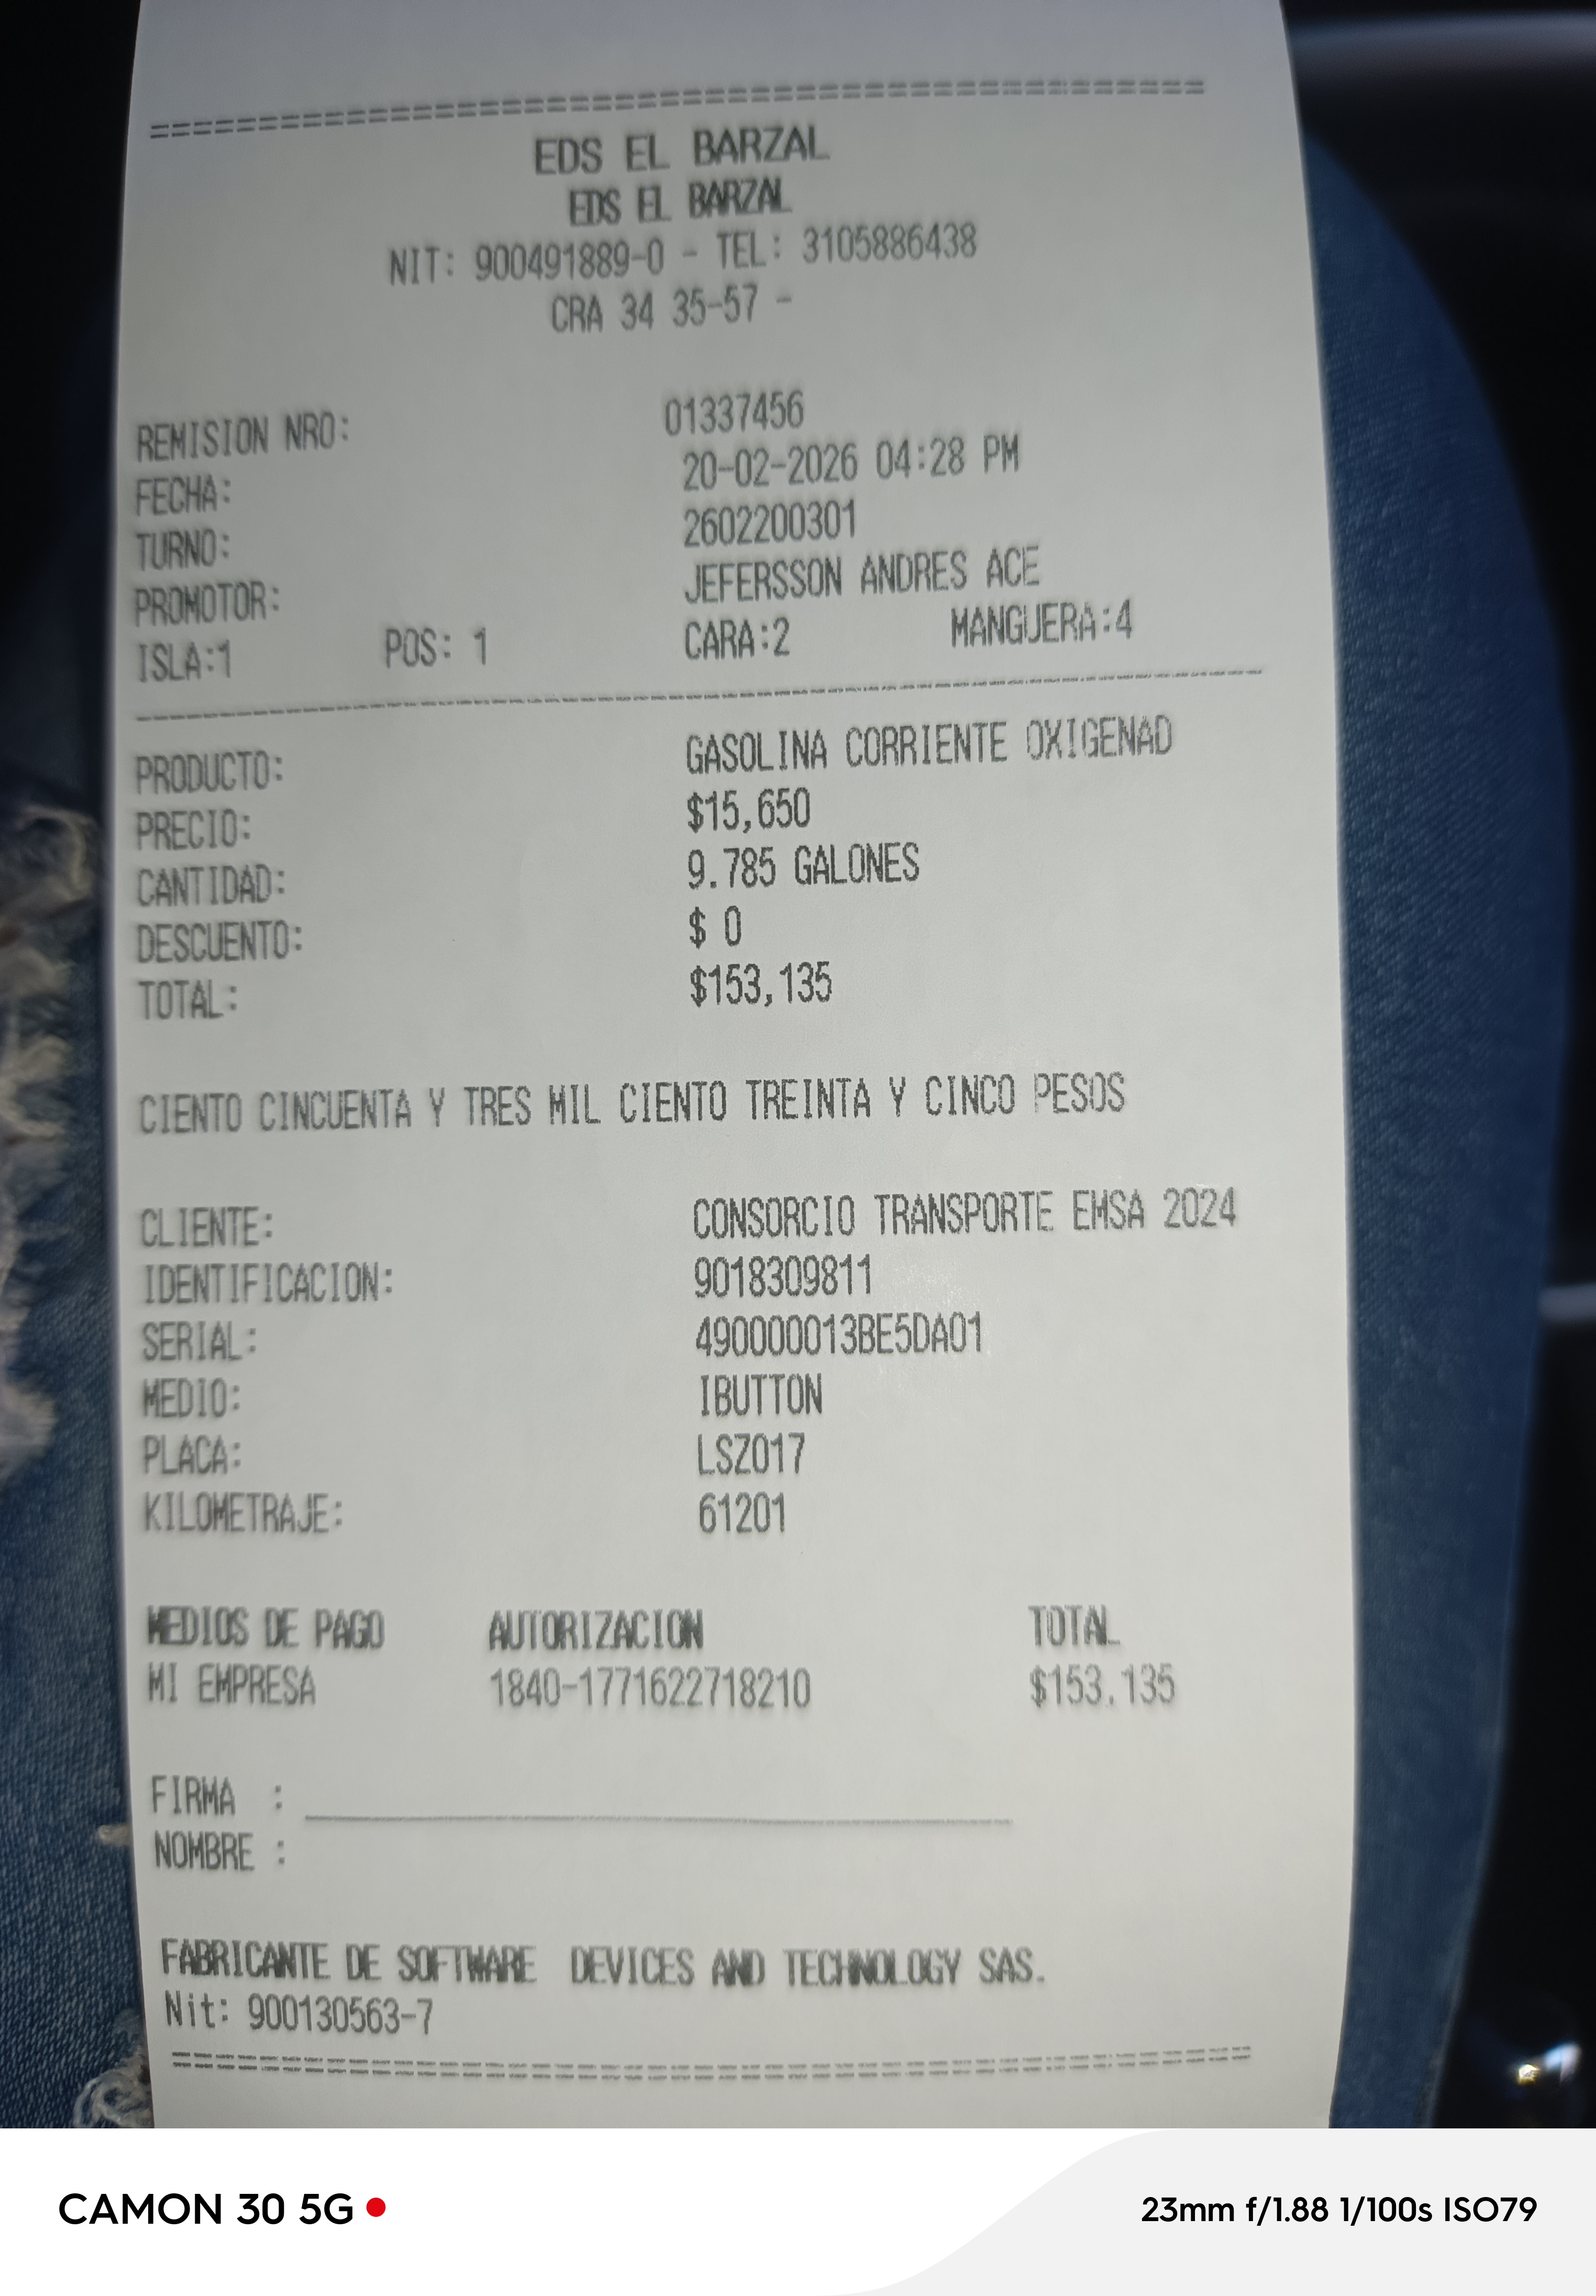 ==================================================
EDS EL BARZAL
EDS EL BARZAL
NIT: 900491889-0 - TEL: 3105886438
CRA 34 35-57 -
REMISION NRO: 01337456
FECHA: 20-02-2026 04:28 PM
TURNO: 2602200301
PROMOTOR: JEFERSSON ANDRES ACE
ISLA:1 POS: 1 CARA:2 MANGUERA:4
PRODUCTO: GASOLINA CORRIENTE OXIGENAD
PRECIO: $15,650
CANTIDAD: 9.785 GALONES
DESCUENTO: $ 0
TOTAL: $153,135
CIENTO CINCUENTA Y TRES MIL CIENTO TREINTA Y CINCO PESOS
CLIENTE: CONSORCIO TRANSPORTE EMSA 2024
IDENTIFICACION: 9018309811
SERIAL: 490000013BE5DA01
MEDIO: IBUTTON
PLACA: LSZ017
KILOMETRAJE: 61201
MEDIOS DE PAGO AUTORIZACION TOTAL
MI EMPRESA 1840-1771622718210 $153.135
FIRMA :
NOMBRE :
FABRICANTE DE SOFTWARE DEVICES AND TECHNOLOGY SAS.
Nit: 900130563-7
CAMON 30 5G
23mm f/1.88 1/100s ISO79